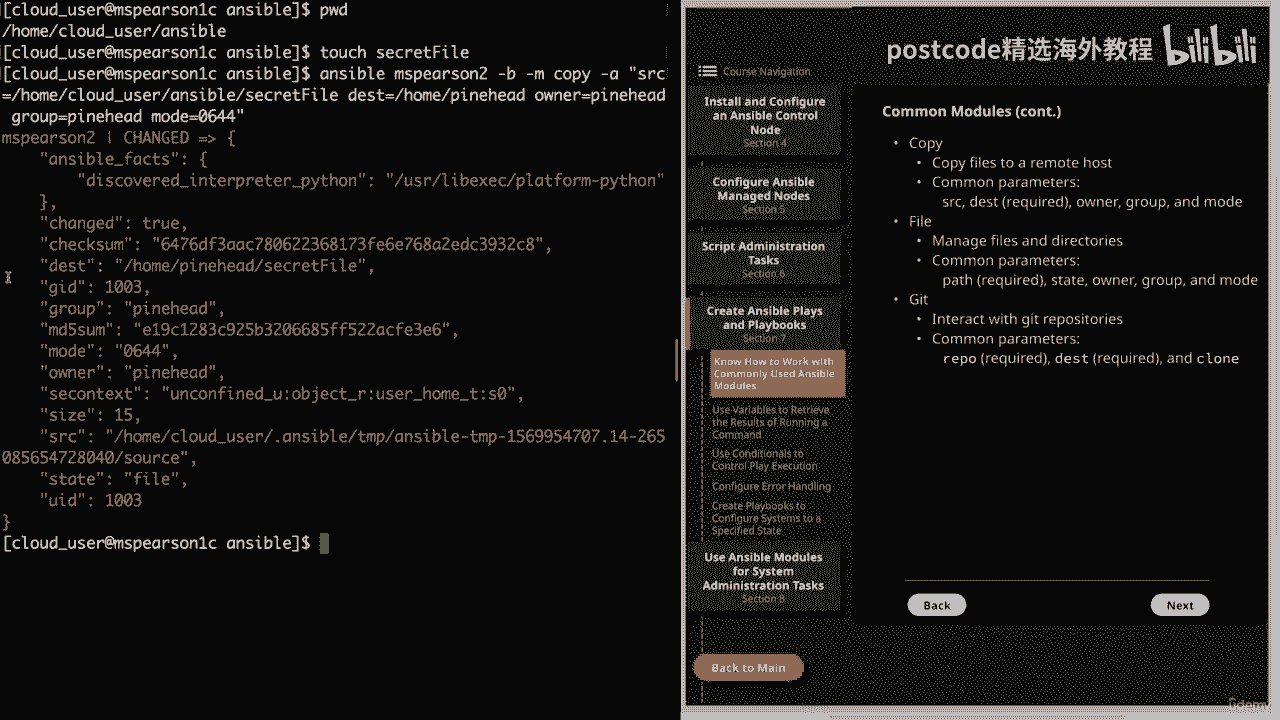 [cloud_user@mspearson1c ansible]$ pwd
/home/cloud_user/ansible
[cloud_user@mspearson1c ansible]$ touch secretFile
[cloud_user@mspearson1c ansible]$ ansible mspearson2 -b -m copy -a "src
=/home/cloud_user/ansible/secretFile dest=/home/pinehead owner=pinehead
group=pinehead mode=0644"
mspearson2 | CHANGED => {
"ansible_facts": {
"discovered_interpreter_python": "/usr/libexec/platform-python"
},
"changed": true,
"checksum": "6476df3aac780622368173fe6e768a2edc3932c8",
"dest": "/home/pinehead/secretFile",
"gid": 1003,
"group": "pinehead",
"md5sum": "e19c1283c925b3206685ff522acfe3e6",
"mode": "0644",
"owner": "pinehead",
"secontext": "unconfined_u:object_r:user_home_t:s0",
"size": 15,
"src": "/home/cloud_user/.ansible/tmp/ansible-tmp-1569954707.14-265
085654728040/source",
"state": "file",
"uid": 1003
}
[cloud_user@mspearson1c ansible]$
postcode精选海外教程 bilibili
Course Navigation
Install and Configure
an Ansible Control
Node
Section 4
Configure Ansible
Managed Nodes
Section 5
Script Administration
Tasks
Section 6
Create Ansible Plays
and Playbooks
Section 7
Know How to Work with
Commonly Used Ansible
Modules
Use Variables to Retrieve
the Results of Running a
Command
Use Conditionals to
Control Play Execution
Configure Error Handling
Create Playbooks to
Configure Systems to a
Specified State
Use Ansible Modules
for System
Administration Tasks
Section 8
Back to Main
Common Modules (cont.)
• Copy
• Copy files to a remote host
• Common parameters:
src, dest (required), owner, group, and mode
• File
• Manage files and directories
• Common parameters:
path (required), state, owner, group, and mode
• Git
• Interact with git repositories
• Common parameters:
repo (required), dest (required), and clone
Back
Next
ûdemy